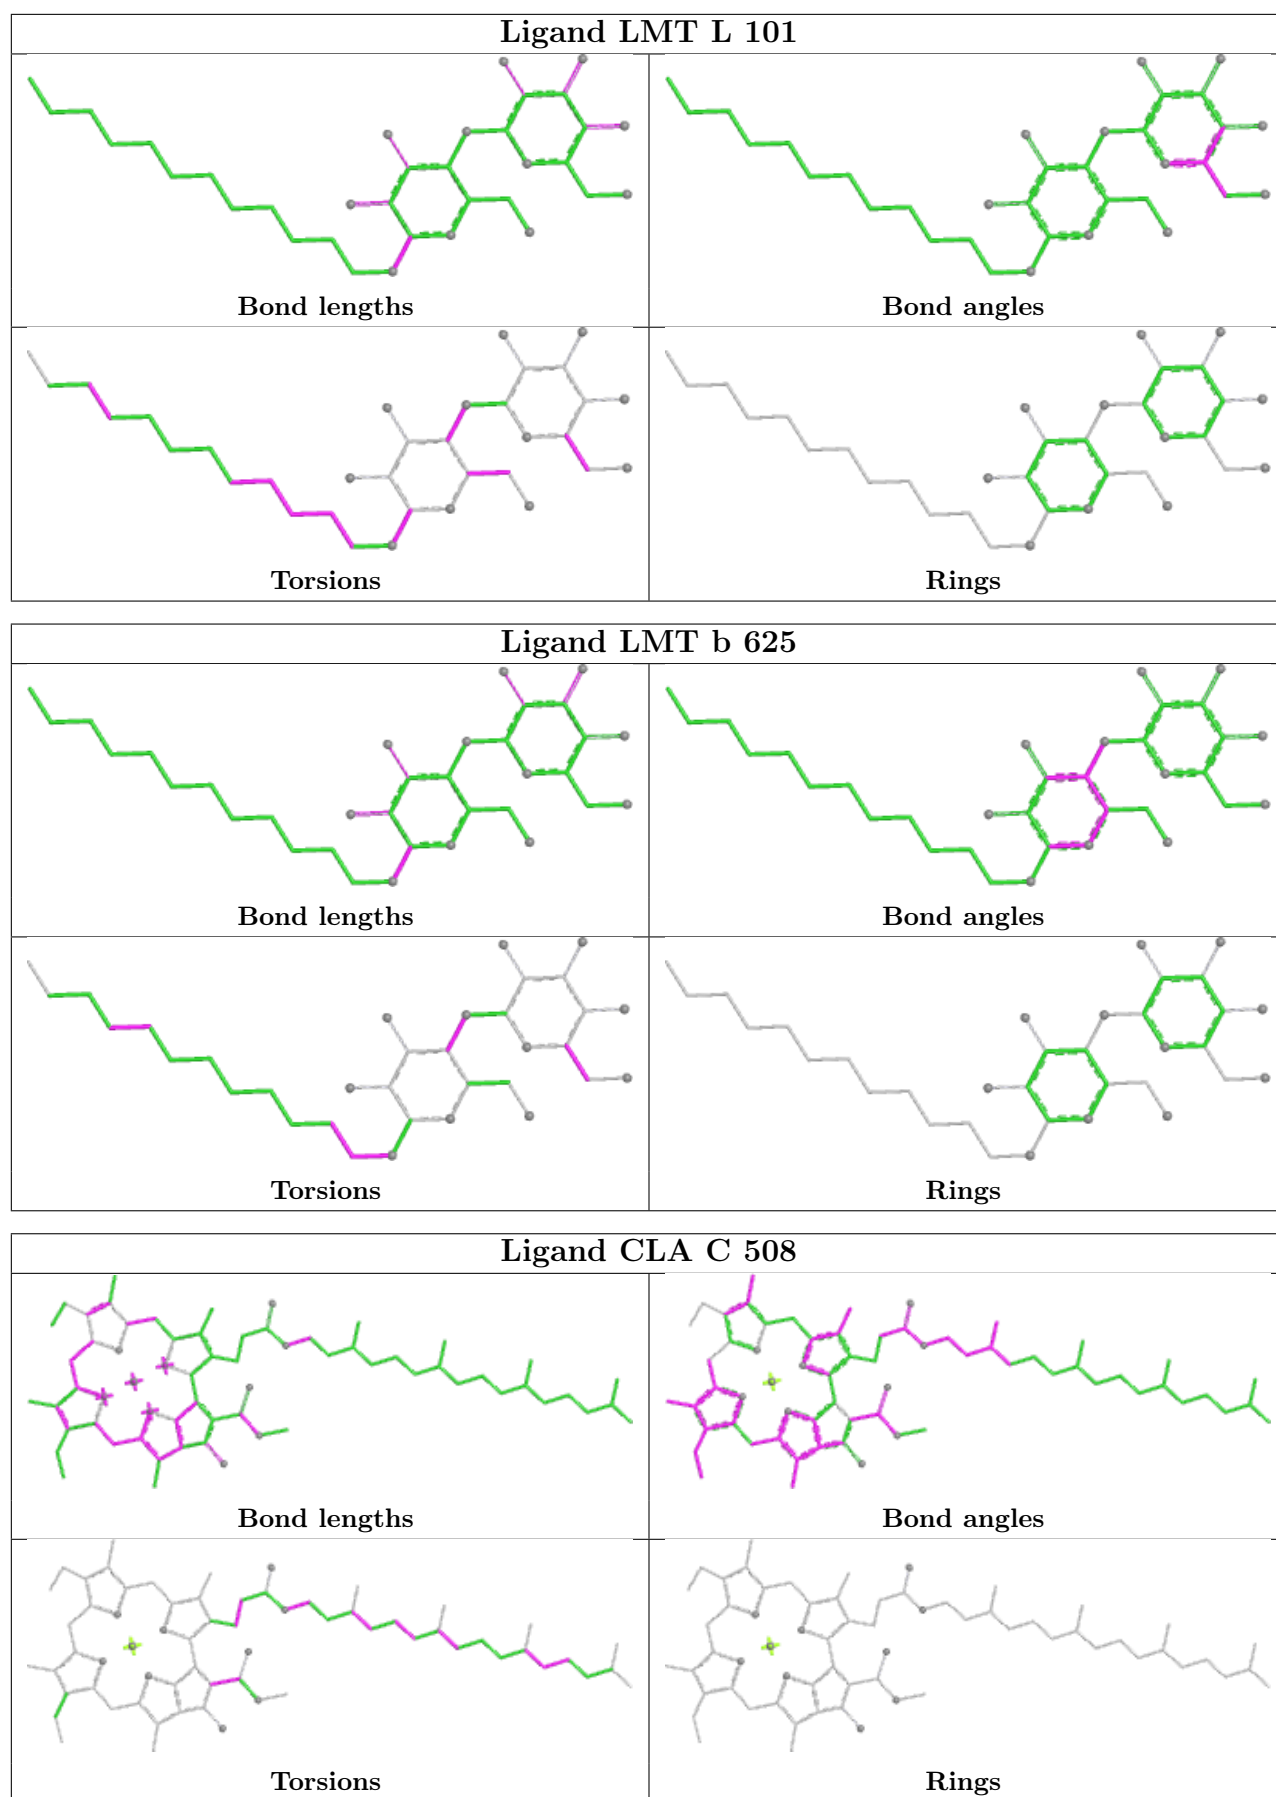 Ligand LMT L 101
Bond lengths
Bond angles
Torsions
Rings
Ligand LMT b 625
Bond lengths
Bond angles
Torsions
Rings
Ligand CLA C 508
Bond lengths
Bond angles
Torsions
Rings